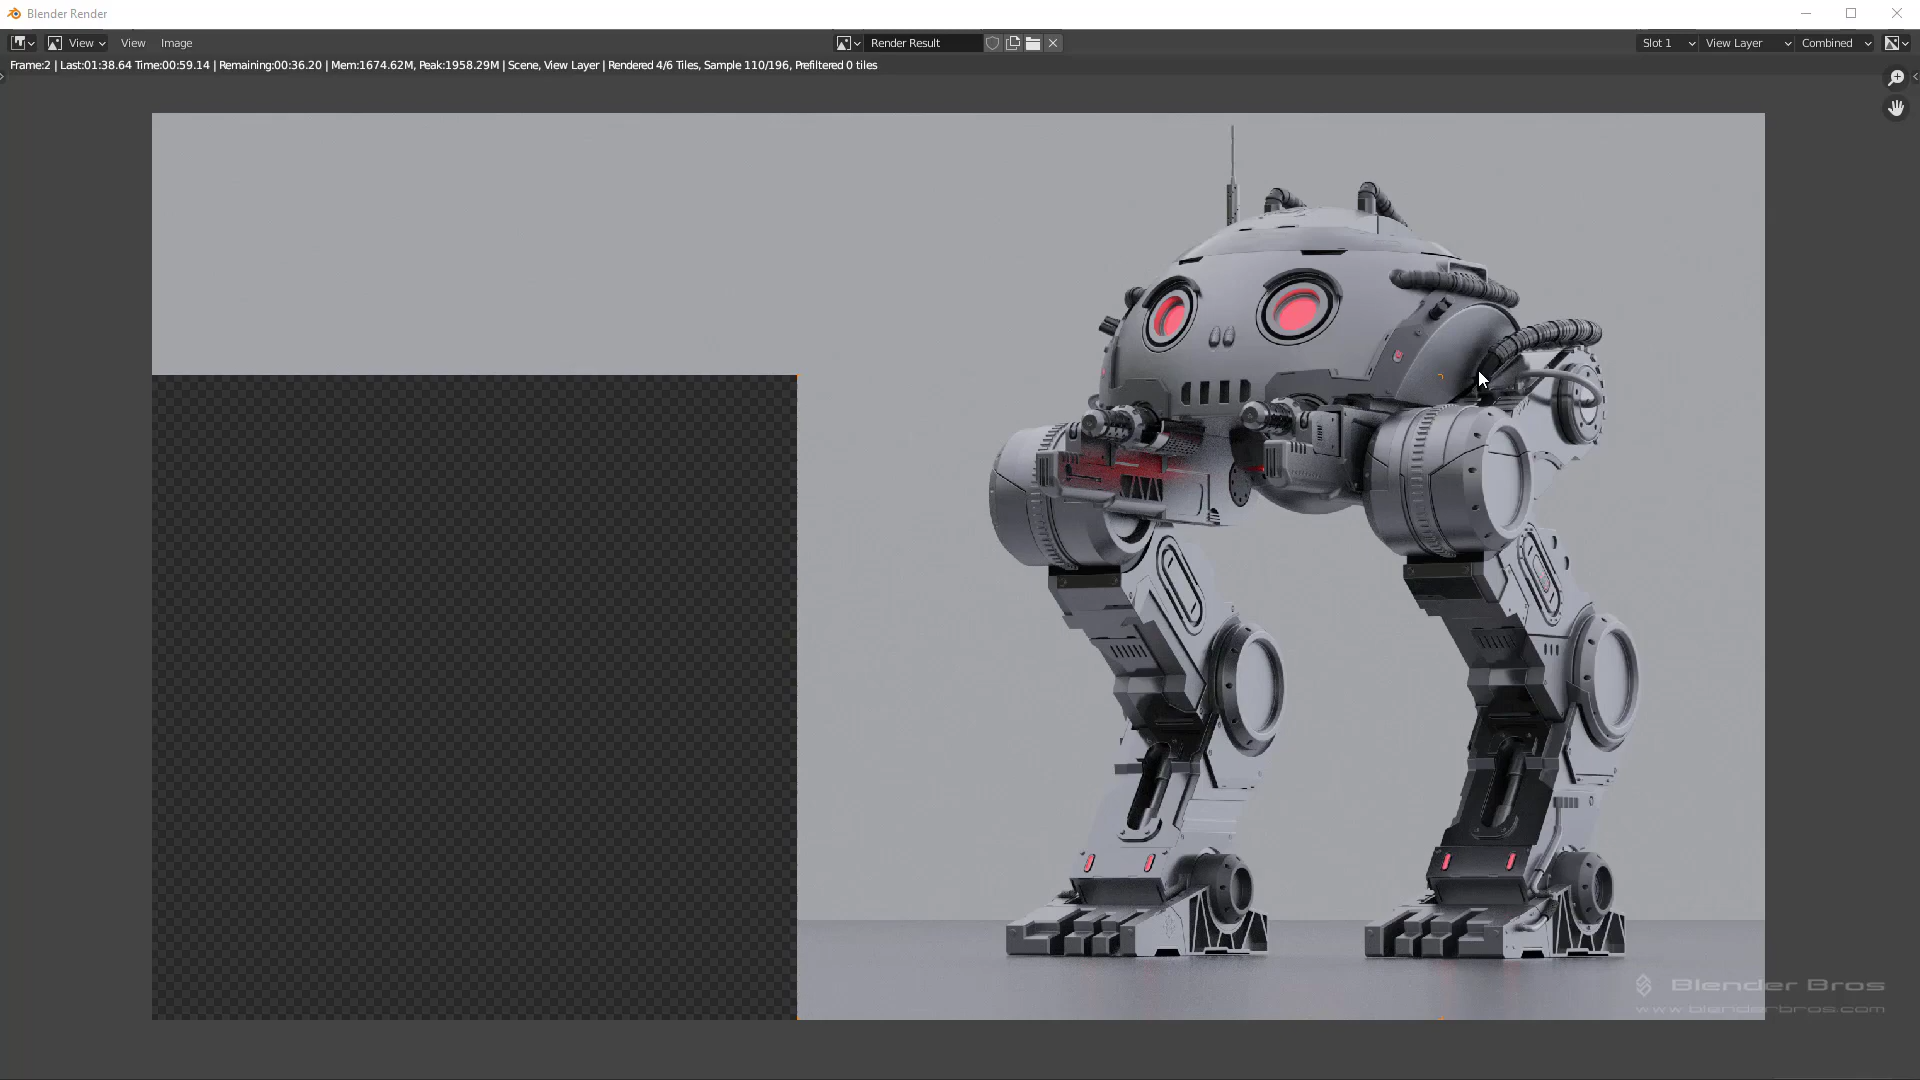 Blender Render
View View Image Render Result Slot 1 View Layer Combined
Frame:2 | Last:01:38.64 Time:00:59.14 | Remaining:00:36.20 | Mem:1674.62M, Peak:1958.29M | Scene, View Layer | Rendered 4/6 Tiles, Sample 110/196, Prefiltered 0 tiles
Blender Bros
www.blenderbros.com